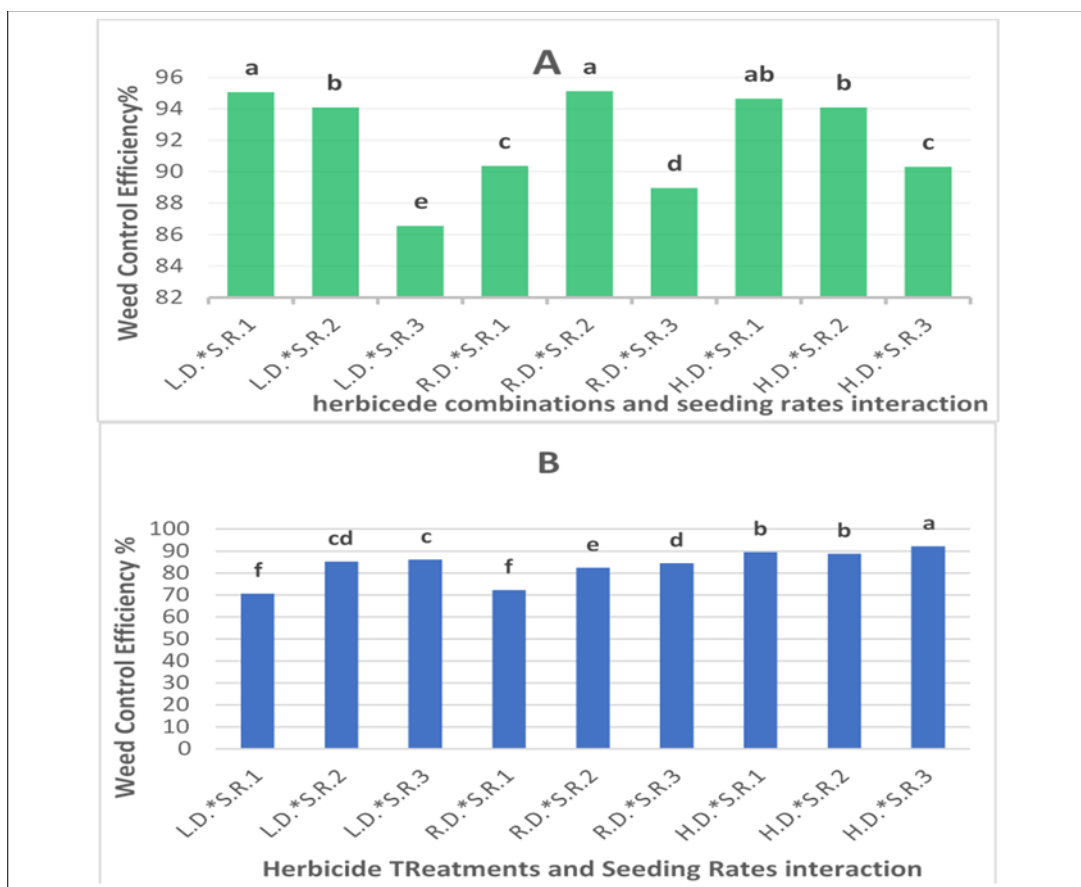 A
Weed Control Efficiency%
96
94
92
90
88
86
84
82
a
b
e
c
a
d
ab
b
c
L.D.*S.R.1
L.D.*S.R.2
L.D.*S.R.3
R.D.*S.R.1
R.D.*S.R.2
R.D.*S.R.3
H.D.*S.R.1
H.D.*S.R.2
H.D.*S.R.3
herbicede combinations and seeding rates interaction
B
Weed Control Efficiency %
100
90
80
70
60
50
40
30
20
10
0
f
cd
c
f
e
d
b
b
a
L.D.*S.R.1
L.D.*S.R.2
L.D.*S.R.3
R.D.*S.R.1
R.D.*S.R.2
R.D.*S.R.3
H.D.*S.R.1
H.D.*S.R.2
H.D.*S.R.3
Herbicide TReatments and Seeding Rates interaction